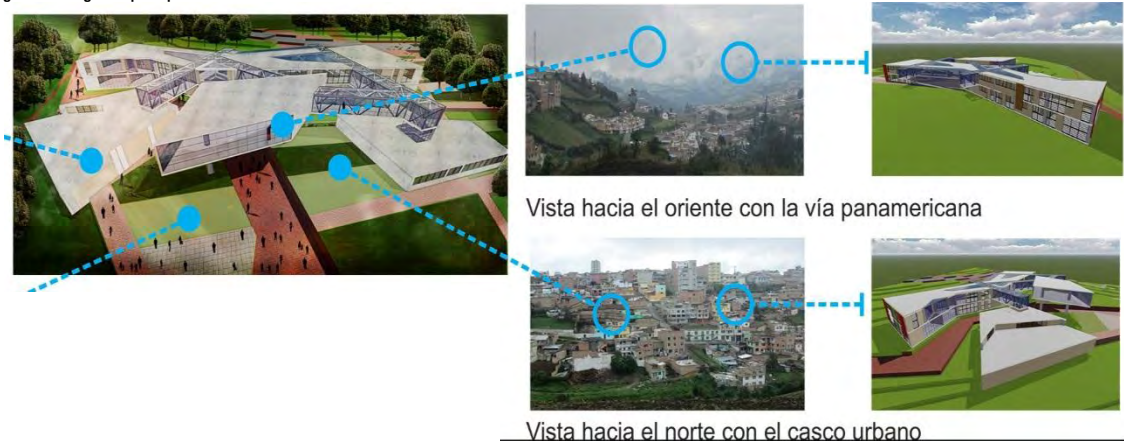 Vista hacia el oriente con la vía panamericana
Vista hacia el norte con el casco urbano